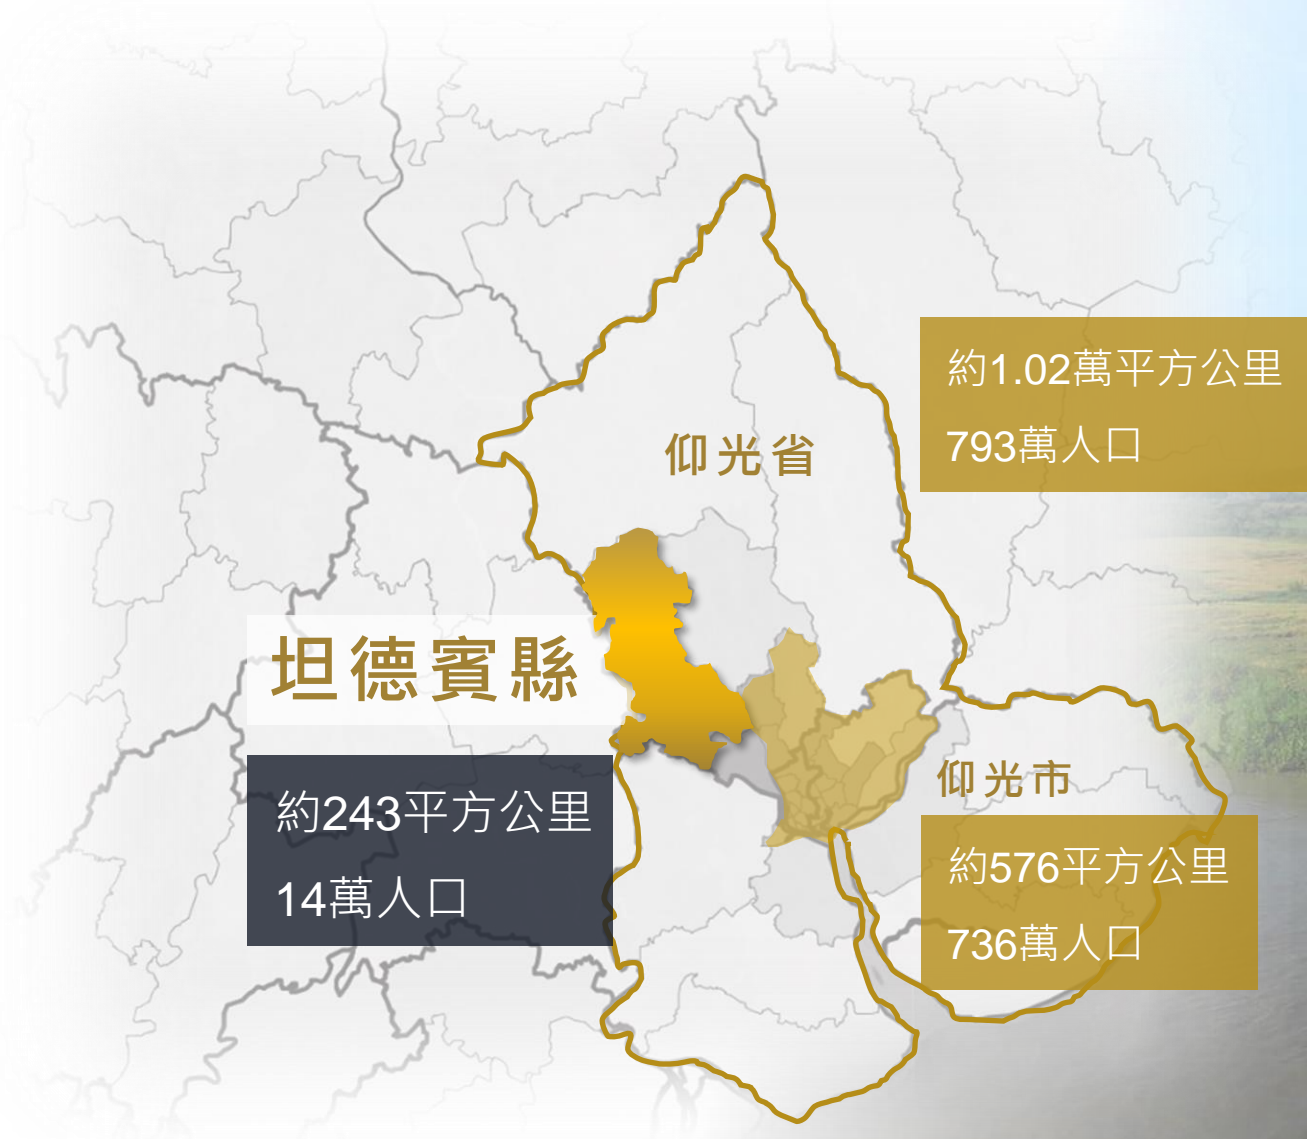 約1.02萬平方公里
793萬人口
仰光省
坦德賓縣
約243平方公里
14萬人口
仰光市
約576平方公里
736萬人口